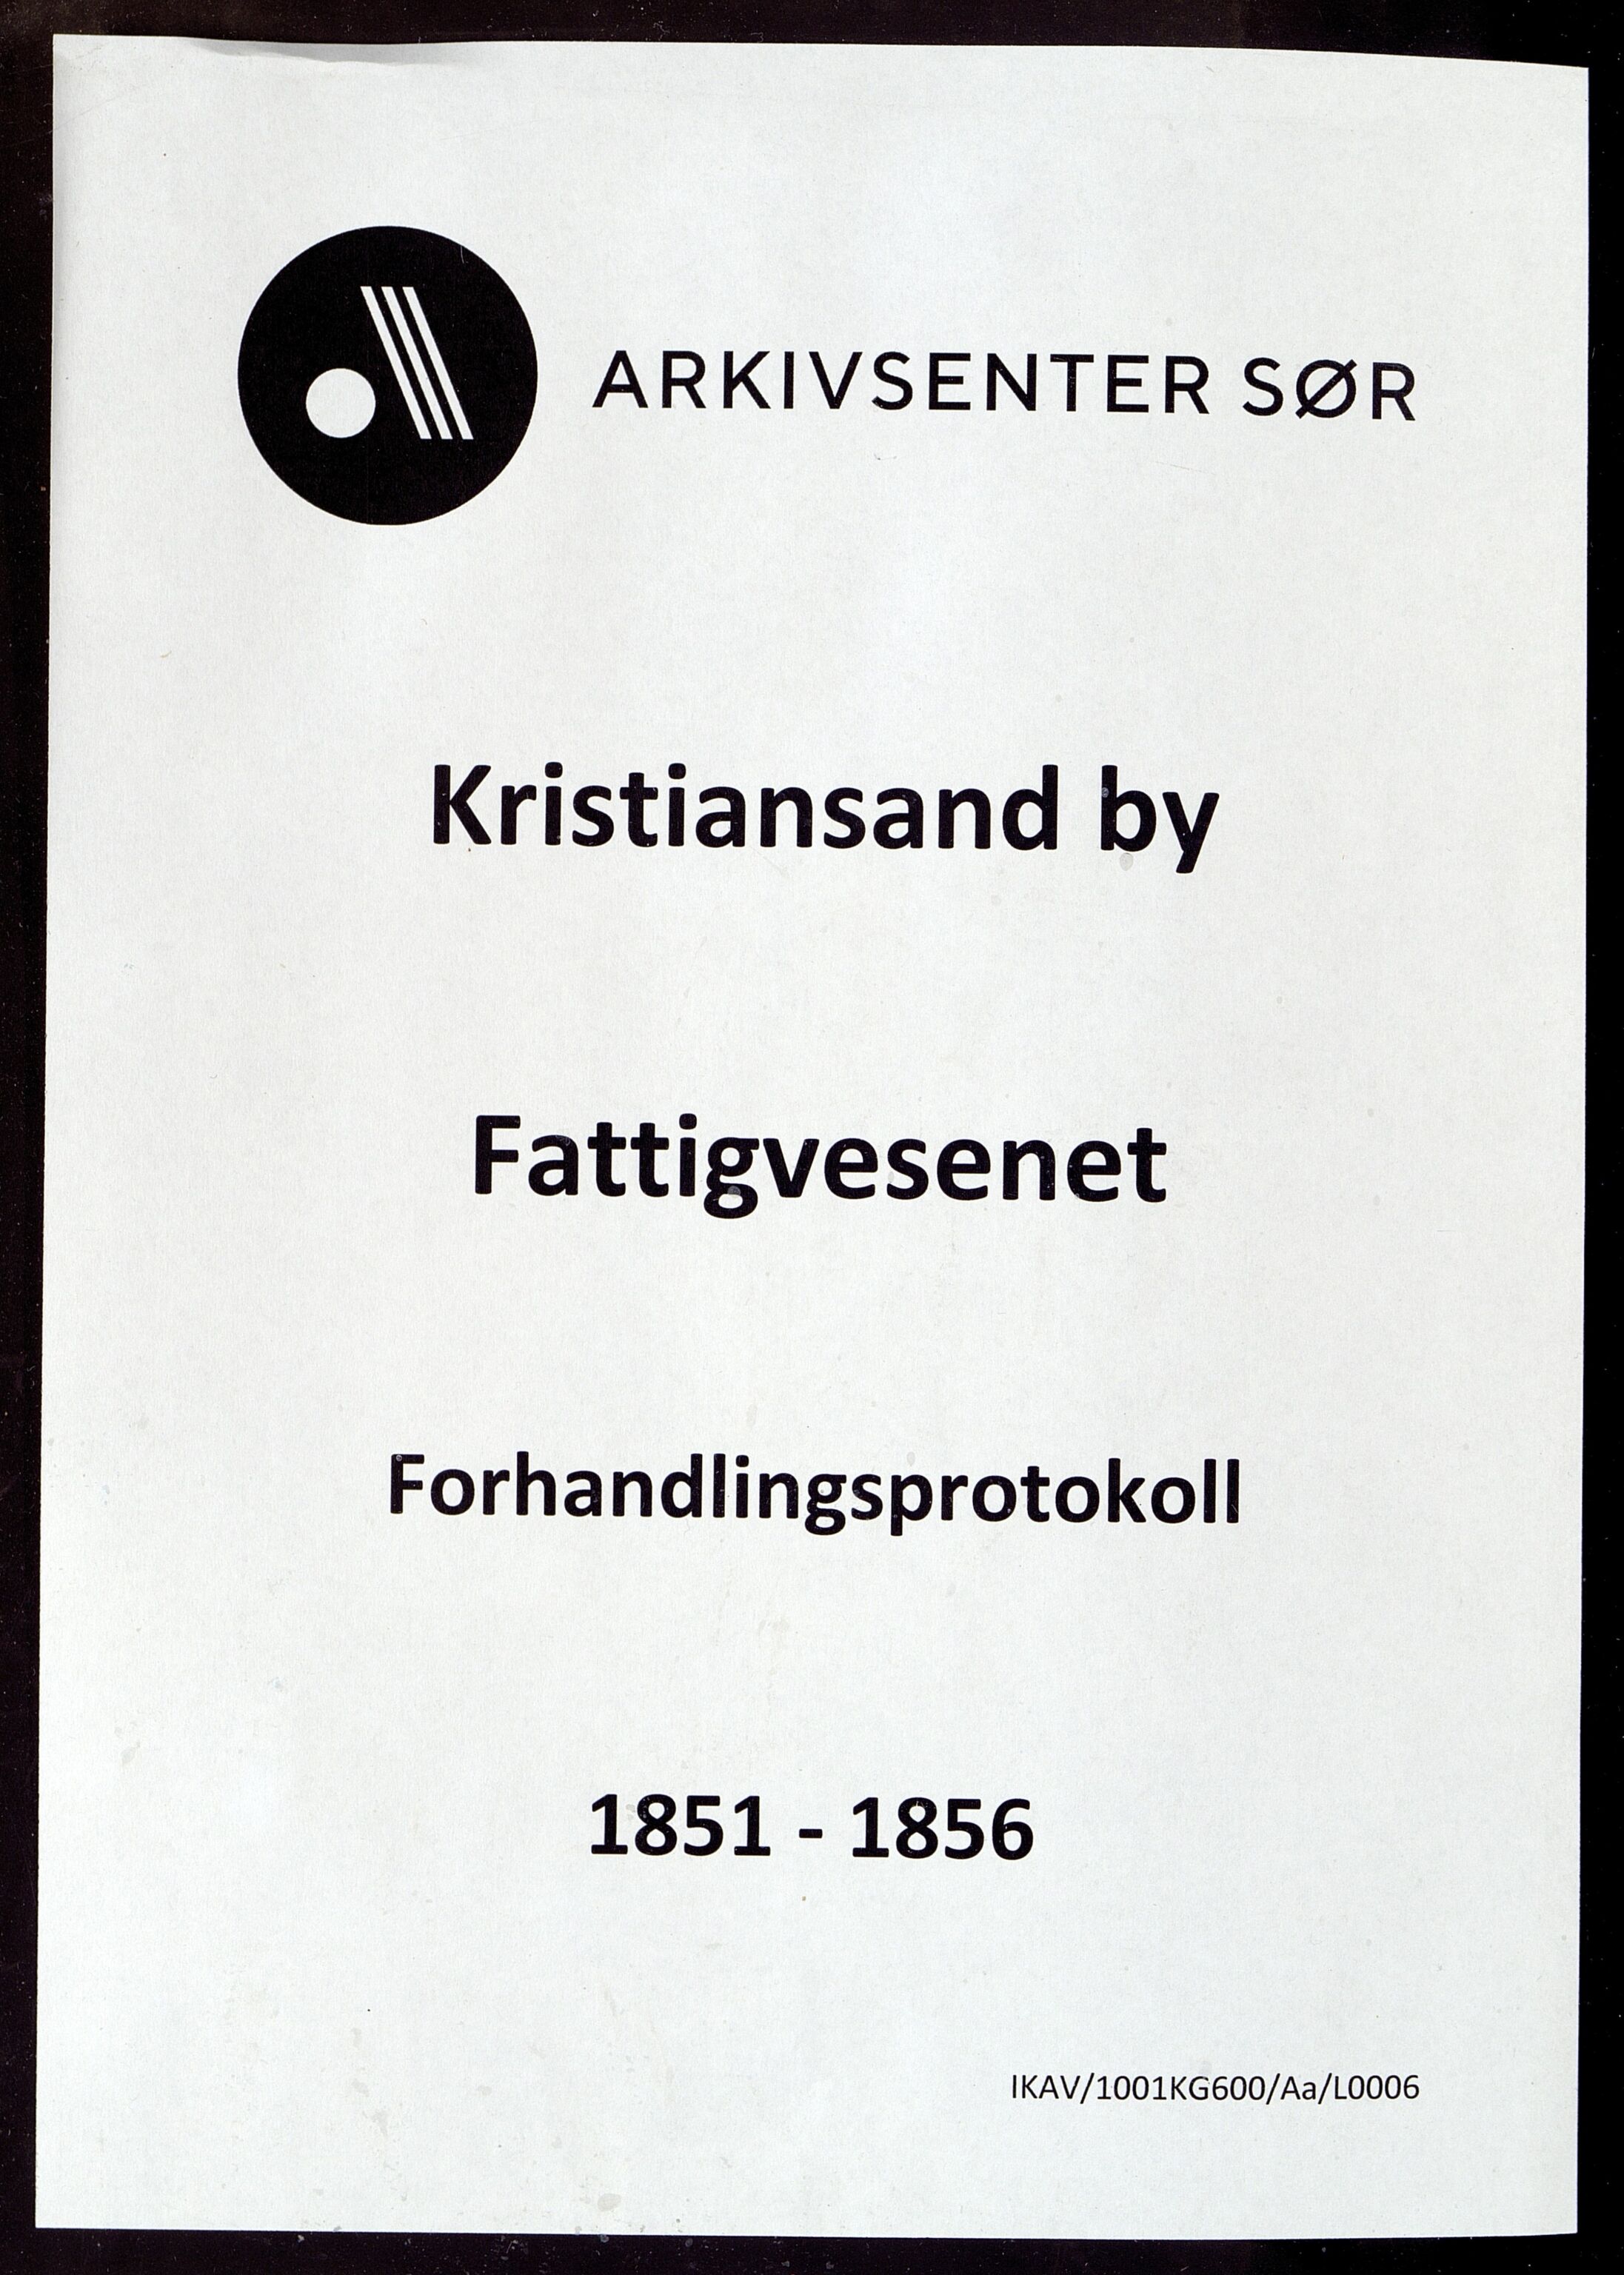 ARKIVSENTER SØR
Kristiansand by
Fattigvesenet
Forhandlingsprotokoll
1851 - 1856
IKAV/1001KG600/Aa/L0006